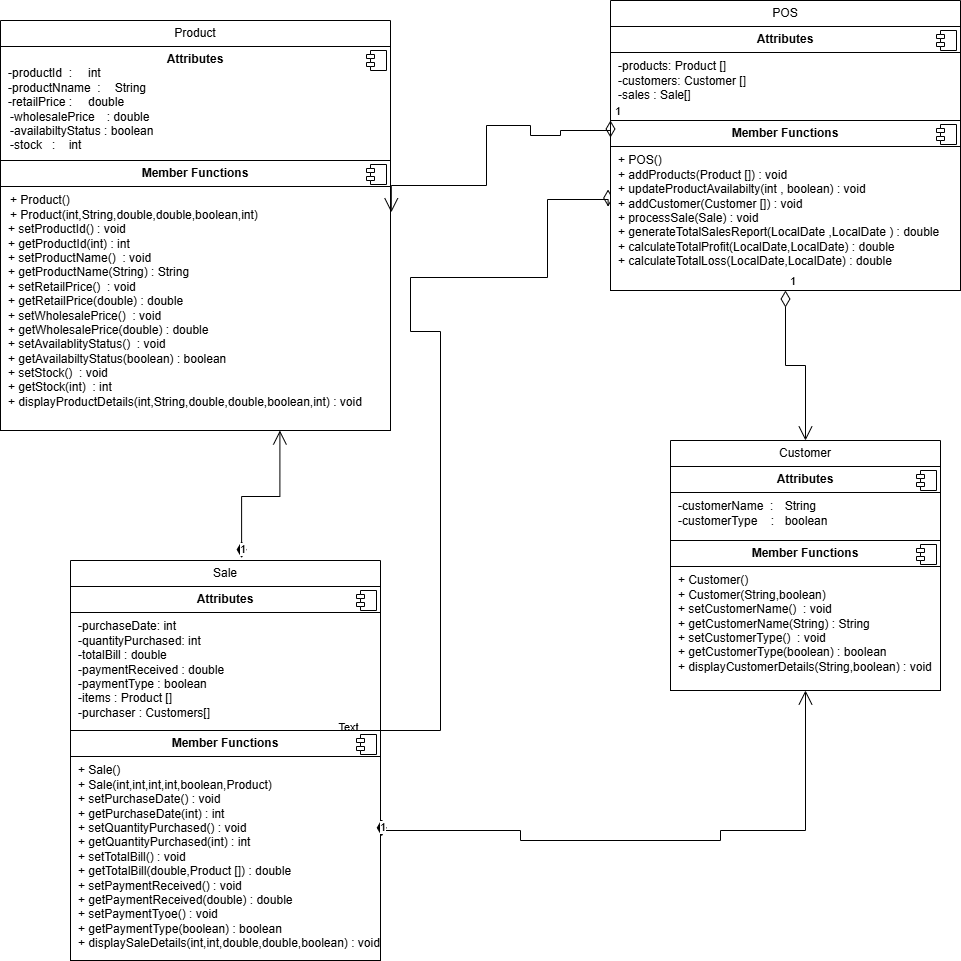 Product
Attributes
-productId  :    int
-productNname  :    String
-retailPrice :    double
-wholesalePrice   : double
-availabiltyStatus : boolean
-stock  :   int
Member Functions
+ Product()
+ Product(int,String,double,double,boolean,int)
+ setProductId() : void
+ getProductId(int) : int
+ setProductName()  : void
+ getProductName(String) : String
+ setRetailPrice()  : void
+ getRetailPrice(double) : double
+ setWholesalePrice()  : void
+ getWholesalePrice(double) : double
+ setAvailablityStatus()  : void
+ getAvailabiltyStatus(boolean) : boolean
+ setStock()  : void
+ getStock(int)  : int
+ displayProductDetails(int,String,double,double,boolean,int) : void
POS
Attributes
-products: Product []
-customers: Customer []
-sales : Sale[]
1
Member Functions
+ POS()
+ addProducts(Product []) : void
+ updateProductAvailabilty(int , boolean) : void
+ addCustomer(Customer []) : void
+ processSale(Sale) : void
+ generateTotalSalesReport(LocalDate ,LocalDate ) : double
+ calculateTotalProfit(LocalDate,LocalDate) : double
+ calculateTotalLoss(LocalDate,LocalDate) : double
1
Customer
Attributes
-customerName  :   String
-customerType   :   boolean
Member Functions
+ Customer()
+ Customer(String,boolean)
+ setCustomerName()  : void
+ getCustomerName(String) : String
+ setCustomerType()  : void
+ getCustomerType(boolean) : boolean
+ displayCustomerDetails(String,boolean) : void
1
Sale
Attributes
-purchaseDate: int
-quantityPurchased: int
-totalBill : double
-paymentReceived : double
-paymentType : boolean
-items : Product []
-purchaser : Customers[]
Text
Member Functions
+ Sale()
+ Sale(int,int,int,int,boolean,Product)
+ setPurchaseDate() : void
+ getPurchaseDate(int) : int
+ setQuantityPurchased() : void
+ getQuantityPurchased(int) : int
+ setTotalBill() : void
+ getTotalBill(double,Product []) : double
+ setPaymentReceived() : void
+ getPaymentReceived(double) : double
+ setPaymentTyoe() : void
+ getPaymentType(boolean) : boolean
+ displaySaleDetails(int,int,double,double,boolean) : void
1